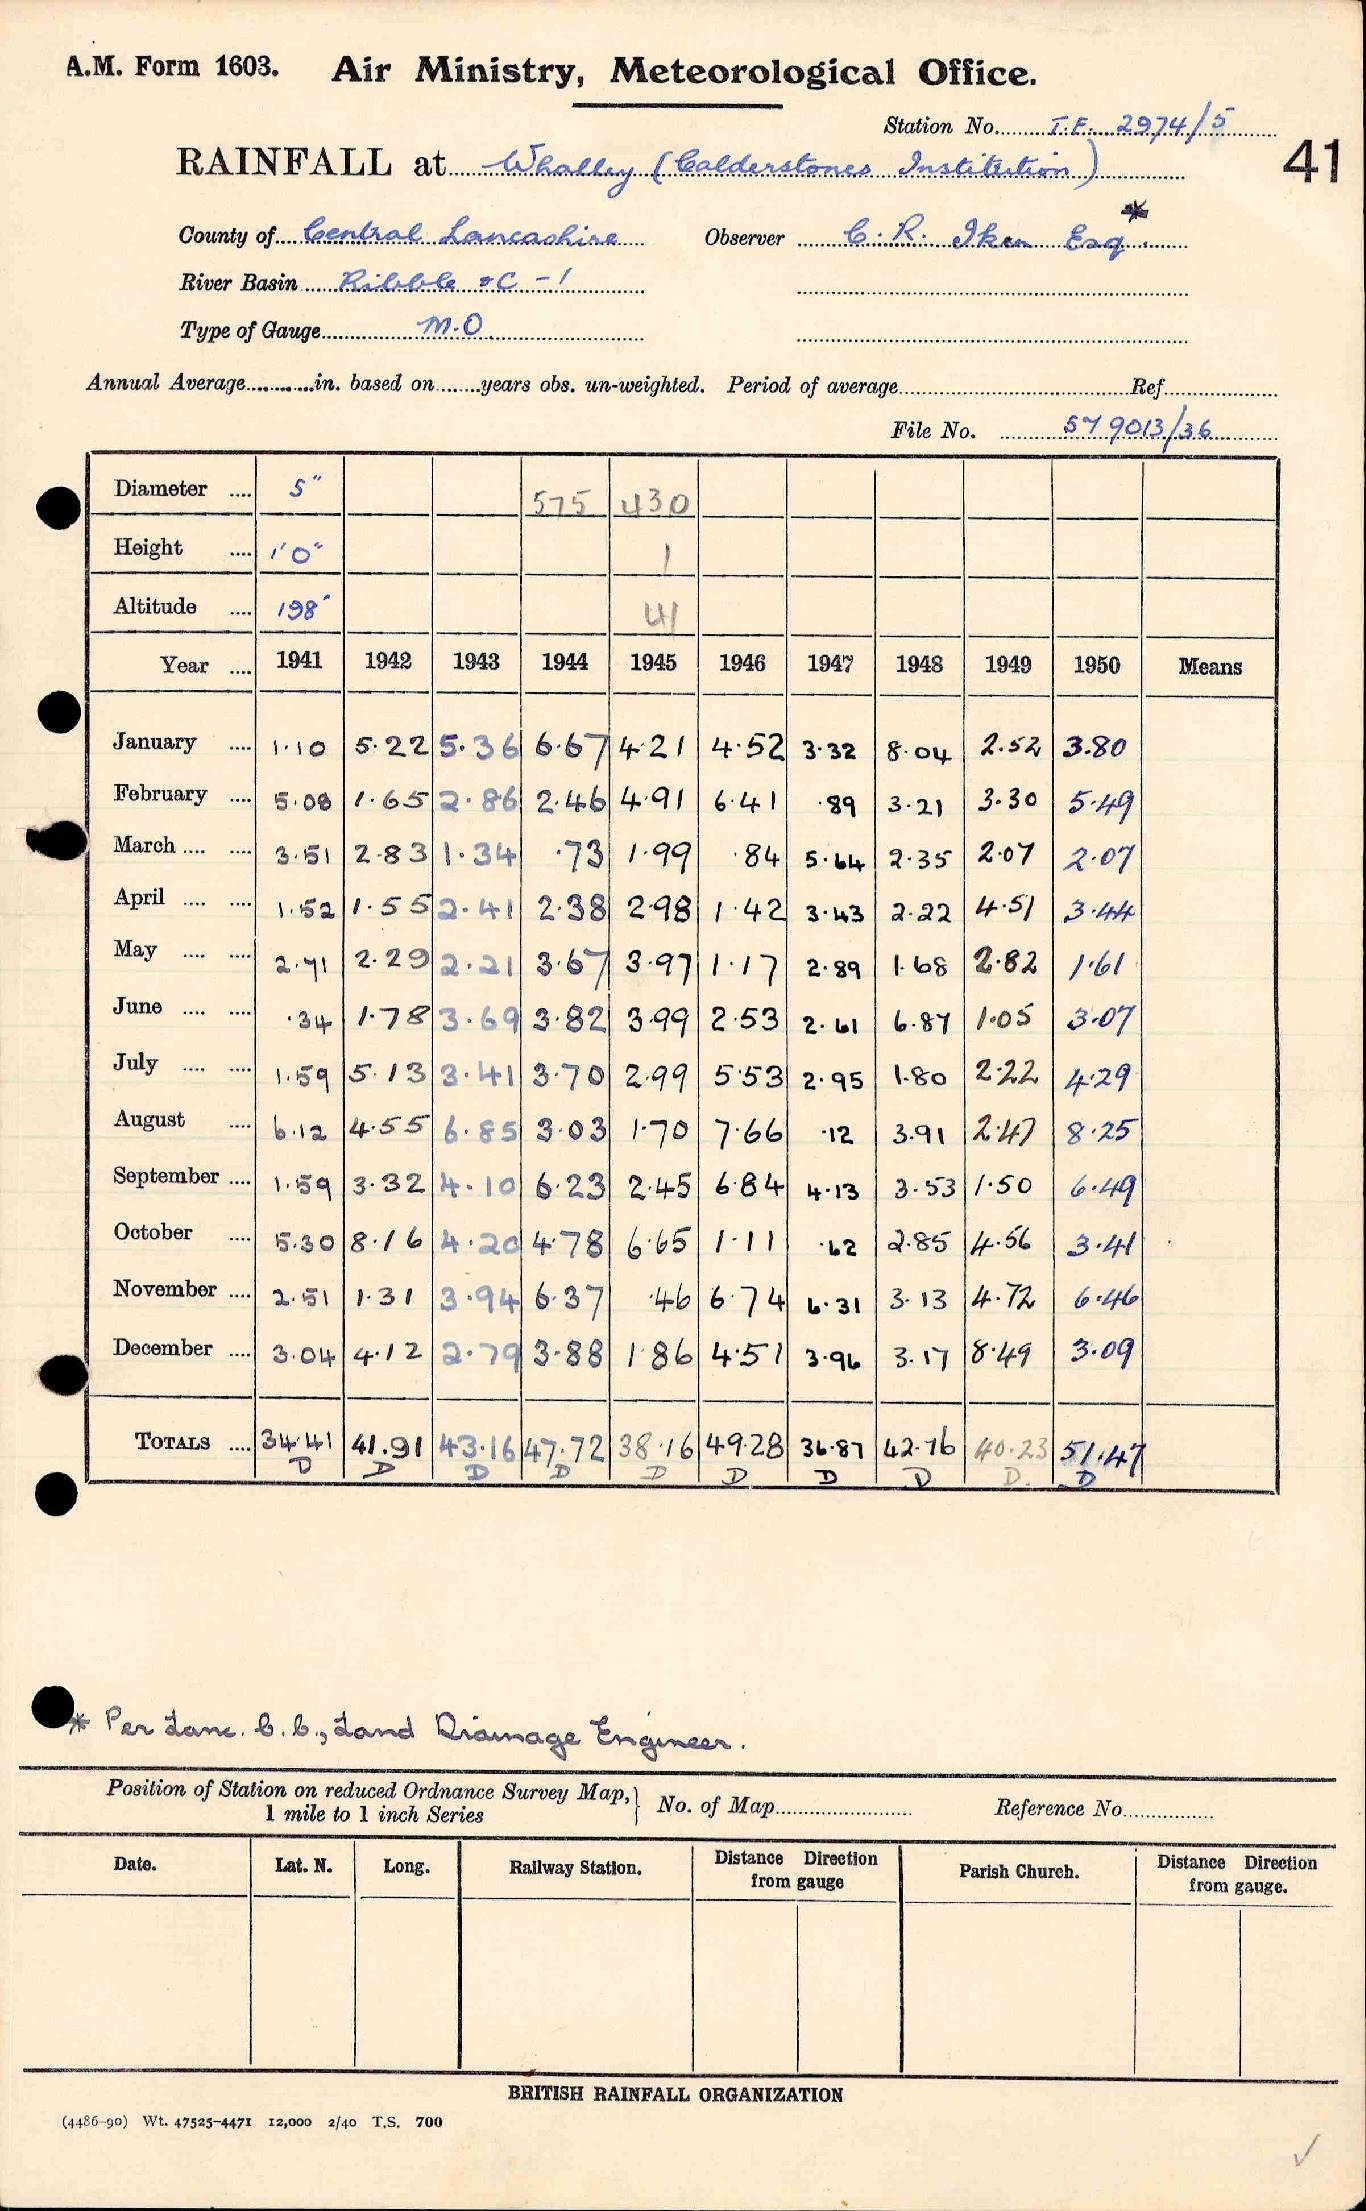 A.M. Form 1603. Air Ministry, Meteorological Office.
Station No. T.F. 2974/5
41
RAINFALL at Whalley (Calderstones Institution)
County of Central Lancashire Observer C. R. Iken Esq *
River Basin Ribble &C -1
Type of Gauge M.O.
Annual Average in. based on years obs. un-weighted. Period of average Ref
File No. 579013/36
Diameter 5" 575 430
Height 1'0" 1
Altitude 198' 41
Year 1941 1942 1943 1944 1945 1946 1947 1948 1949 1950 Means
January 1.10 5.22 5.36 6.67 4.21 4.52 3.32 8.04 2.52 3.80
February 5.08 1.65 2.86 2.46 4.91 6.41 .89 3.21 3.30 5.49
March 3.51 2.83 1.34 .73 1.99 .84 5.64 2.35 2.07 2.07
April 1.52 1.55 2.41 2.38 2.98 1.42 3.43 2.22 4.51 3.44
May 2.71 2.29 2.21 3.67 3.97 1.17 2.89 1.68 2.82 1.61
June .34 1.78 3.69 3.82 3.99 2.53 2.61 6.87 1.05 3.07
July 1.59 5.13 3.41 3.70 2.99 5.53 2.95 1.80 2.22 4.29
August 6.12 4.55 6.85 3.03 1.70 7.66 .12 3.91 2.47 8.25
September 1.59 3.32 4.10 6.23 2.45 6.84 4.13 3.53 1.50 6.49
October 5.30 8.16 4.20 4.78 6.65 1.11 .62 2.85 4.56 3.41
November 2.51 1.31 3.94 6.37 .46 6.74 6.31 3.13 4.72 6.46
December 3.04 4.12 2.79 3.88 1.86 4.51 3.96 3.17 8.49 3.09
TOTALS 34.41 41.91 43.16 47.72 38.16 49.28 36.87 42.76 40.23 51.47
D D D D D D D D D. D
* Per Lanc. C.C., Land Drainage Engineer.
Position of Station on reduced Ordnance Survey Map, 1 mile to 1 inch Series } No. of Map Reference No.
Date. Lat. N. Long. Railway Station. Distance Direction from gauge Parish Church. Distance Direction from gauge.
BRITISH RAINFALL ORGANIZATION
(4486-90) Wt. 47525-4471 12,000 2/40 T.S. 700